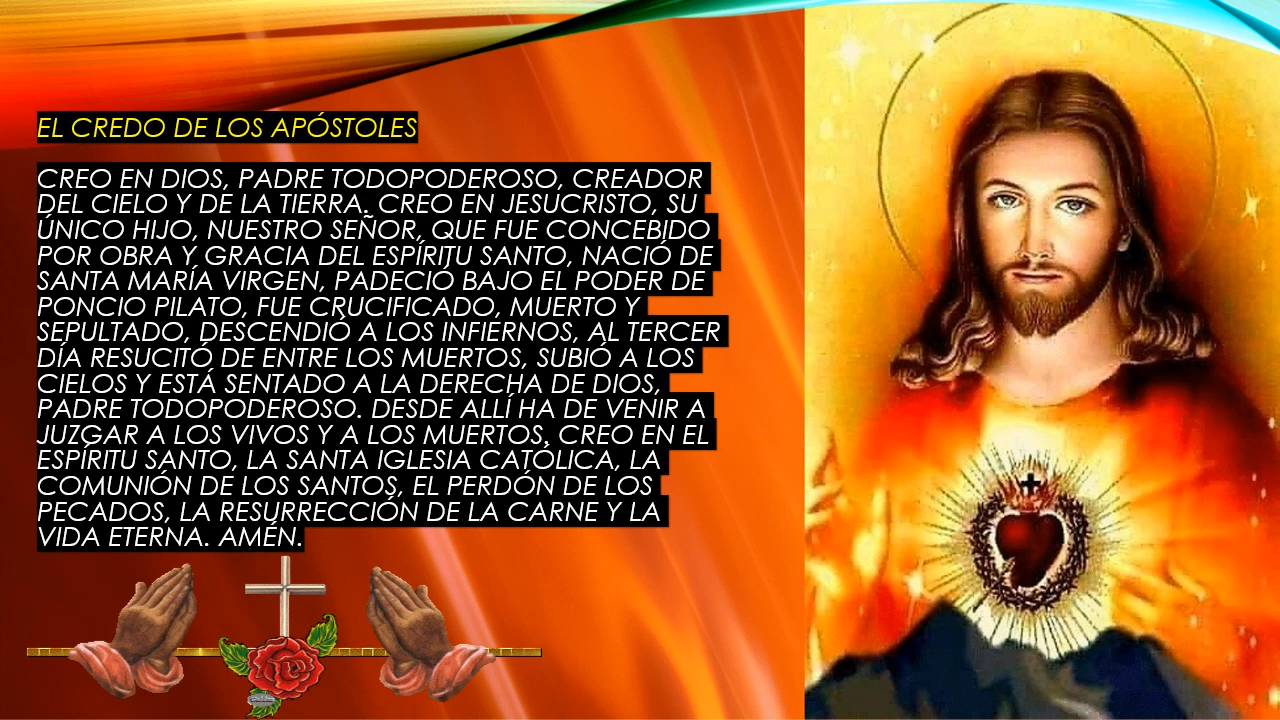 EL CREDO DE LOS APÓSTOLES
CREO EN DIOS, PADRE TODOPODEROSO, CREADOR
DEL CIELO Y DE LA TIERRA. CREO EN JESUCRISTO, SU
ÚNICO HIJO, NUESTRO SEÑOR, QUE FUE CONCEBIDO
POR OBRA Y GRACIA DEL ESPÍRITU SANTO, NACIÓ DE
SANTA MARÍA VIRGEN, PADECIÓ BAJO EL PODER DE
PONCIO PILATO, FUE CRUCIFICADO, MUERTO Y
SEPULTADO, DESCENDIÓ A LOS INFIERNOS, AL TERCER
DÍA RESUCITÓ DE ENTRE LOS MUERTOS, SUBIÓ A LOS
CIELOS Y ESTÁ SENTADO A LA DERECHA DE DIOS,
PADRE TODOPODEROSO. DESDE ALLÍ HA DE VENIR A
JUZGAR A LOS VIVOS Y A LOS MUERTOS. CREO EN EL
ESPÍRITU SANTO, LA SANTA IGLESIA CATÓLICA, LA
COMUNIÓN DE LOS SANTOS, EL PERDÓN DE LOS
PECADOS, LA RESURRECCIÓN DE LA CARNE Y LA
VIDA ETERNA. AMÉN.